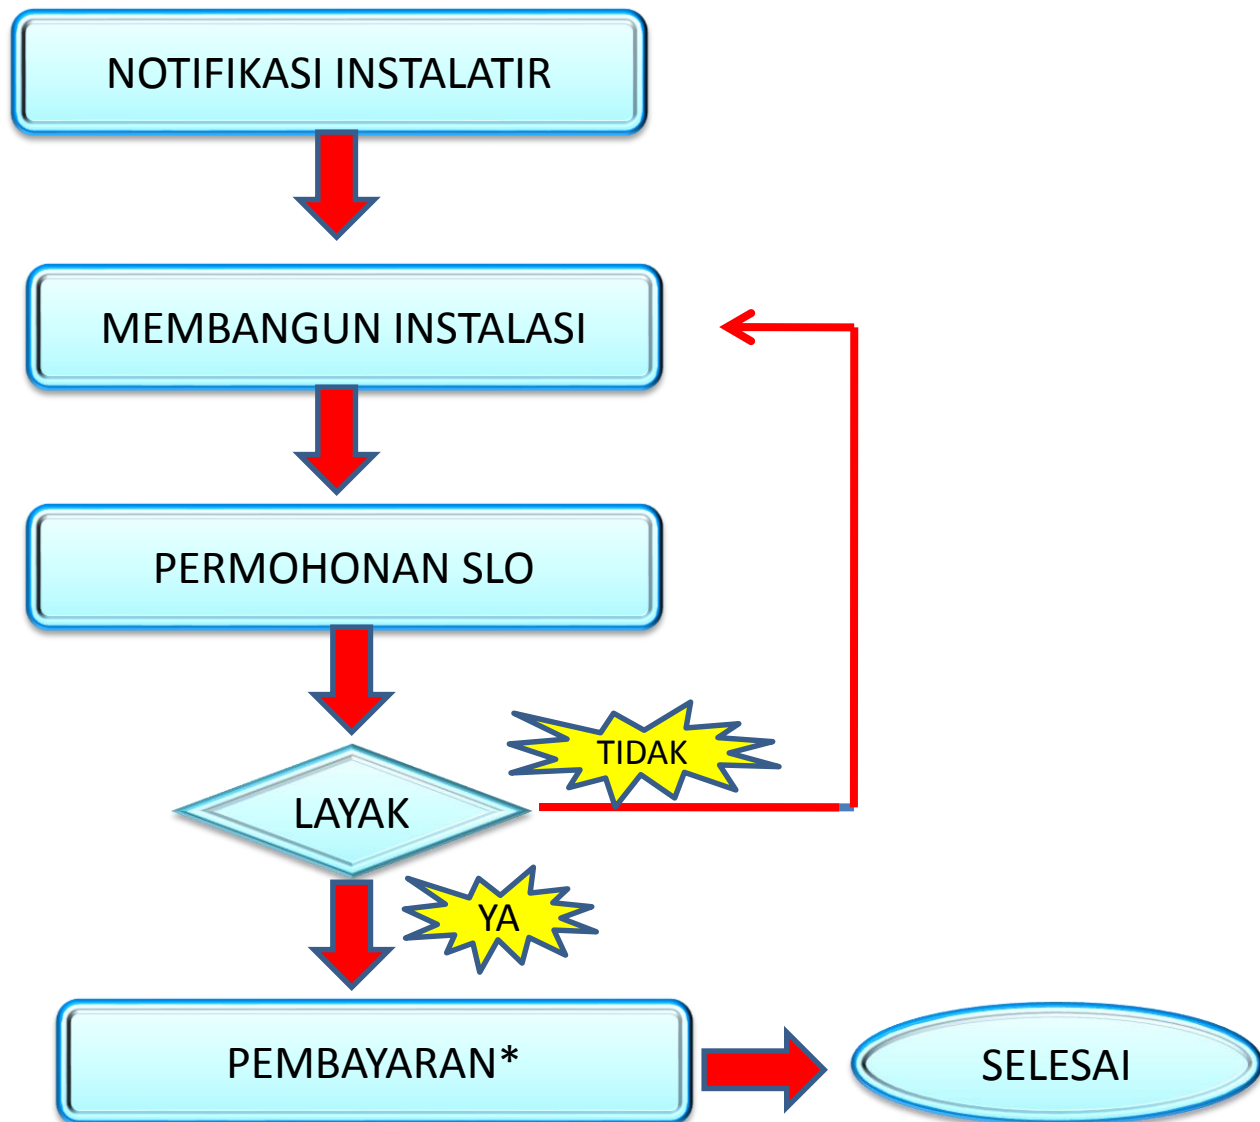 NOTIFIKASI INSTALATIR
MEMBANGUN INSTALASI
PERMOHONAN SLO
TIDAK
LAYAK
YA
PEMBAYARAN*
SELESAI